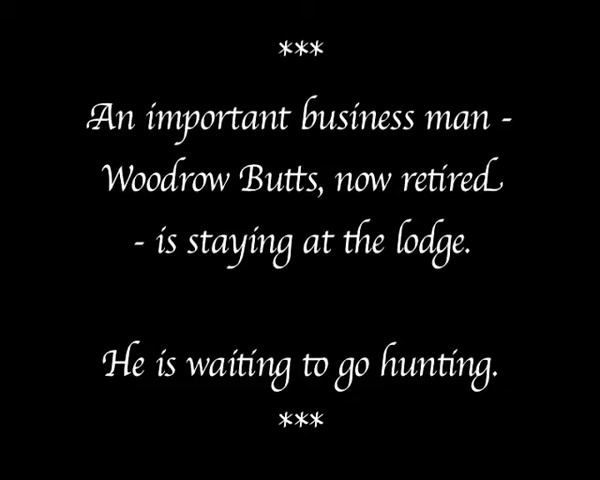 ***
An important business man -
Woodrow Butts, now retired
- is staying at the lodge.
He is waiting to go hunting.
***